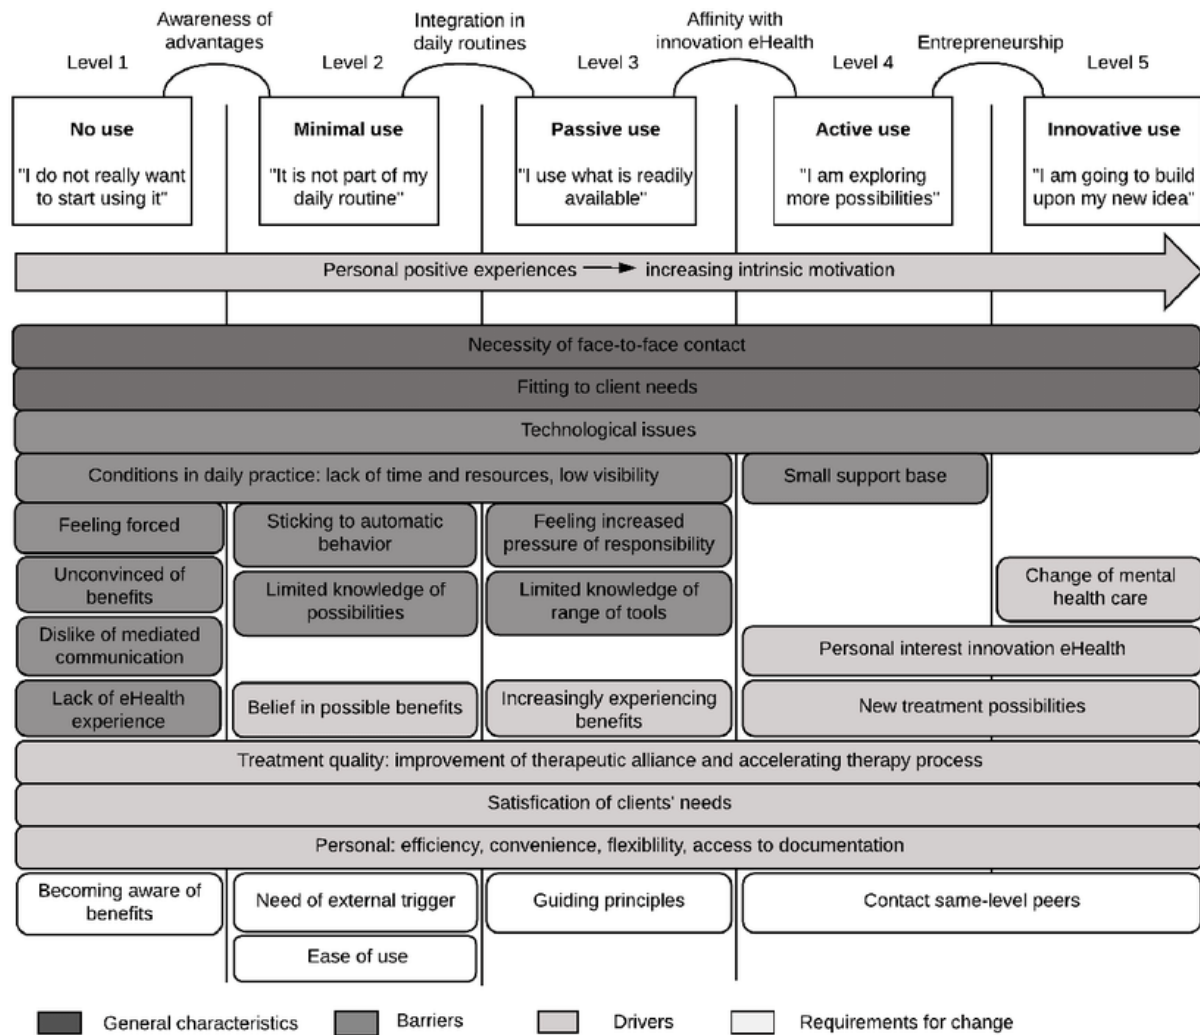 Awareness of
advantages
Integration in
daily routines
Affinity with
innovation eHealth
Entrepreneurship
Level 1
Level 2
Level 3
Level 4
Level 5
No use
"I do not really want
to start using it"
Minimal use
"It is not part of my
daily routine"
Passive use
"I use what is readily
available"
Active use
"I am exploring
more possibilities"
Innovative use
"I am going to build
upon my new idea"
Personal positive experiences → increasing intrinsic motivation
Necessity of face-to-face contact
Fitting to client needs
Technological issues
Conditions in daily practice: lack of time and resources, low visibility
Small support base
Feeling forced
Sticking to automatic
behavior
Feeling increased
pressure of responsibility
Unconvinced of
benefits
Limited knowledge of
possibilities
Limited knowledge of
range of tools
Change of mental
health care
Dislike of mediated
communication
Personal interest innovation eHealth
Lack of eHealth
experience
Belief in possible benefits
Increasingly experiencing
benefits
New treatment possibilities
Treatment quality: improvement of therapeutic alliance and accelerating therapy process
Satisfication of clients' needs
Personal: efficiency, convenience, flexiblility, access to documentation
Becoming aware of
benefits
Need of external trigger
Guiding principles
Contact same-level peers
Ease of use
General characteristics
Barriers
Drivers
Requirements for change